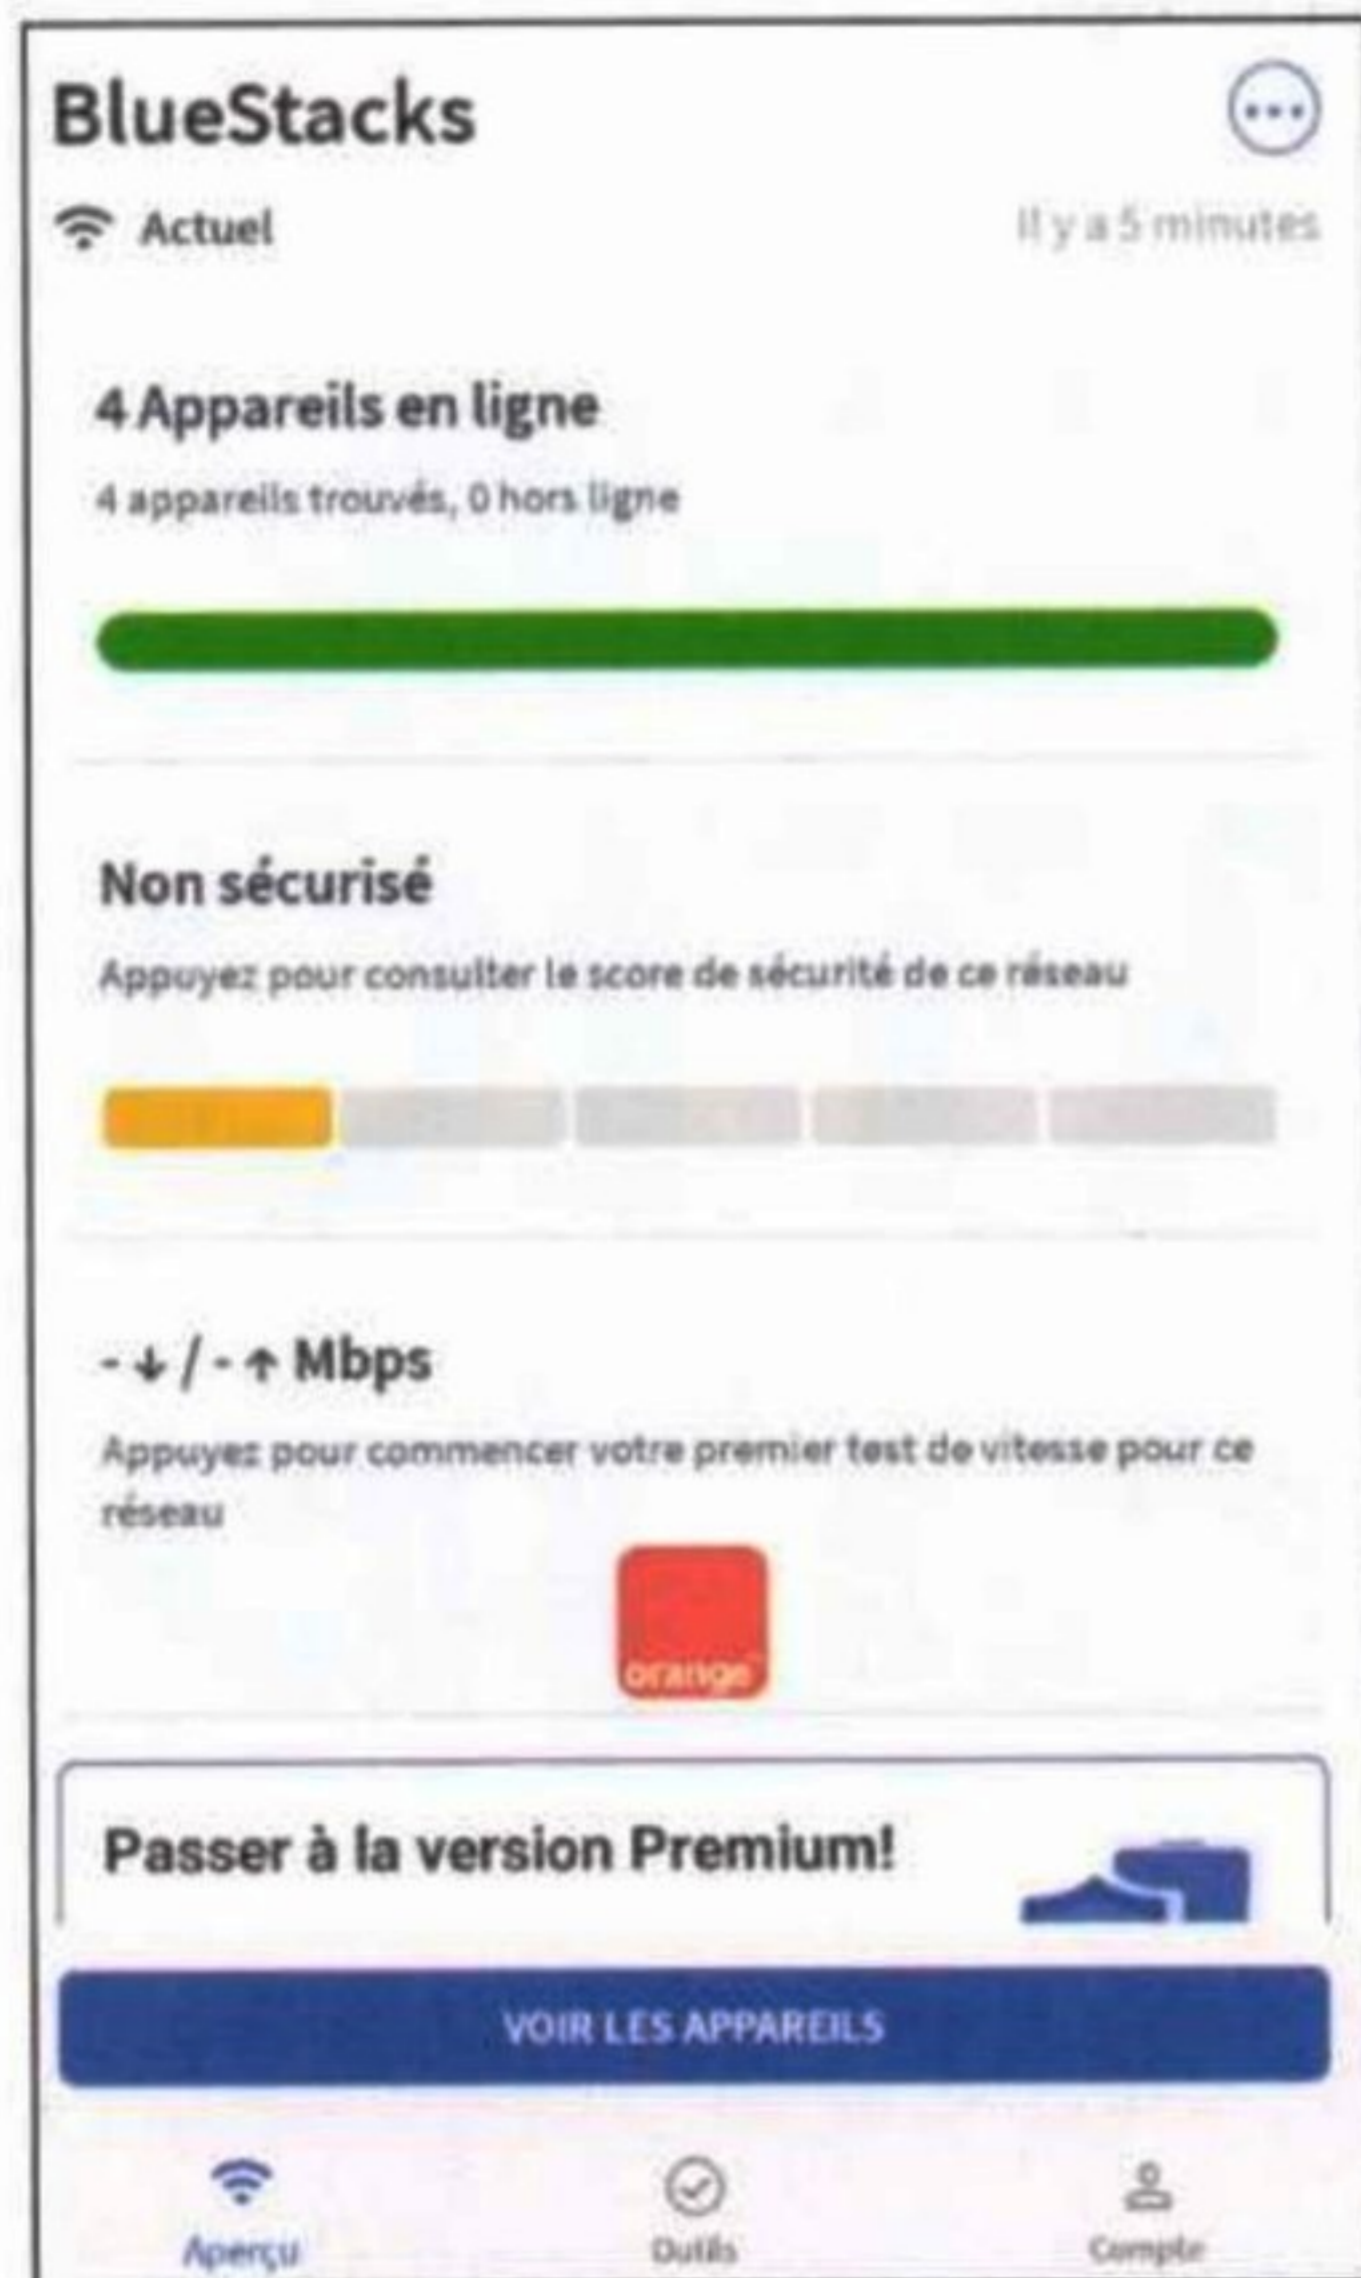 BlueStacks
Actuel
Il y a 5 minutes
4 Appareils en ligne
4 appareils trouvés, 0 hors ligne
Non sécurisé
Appuyez pour consulter le score de sécurité de ce réseau
- ↓ / - ↑ Mbps
Appuyez pour commencer votre premier test de vitesse pour ce
réseau
orange™
Passer à la version Premium!
VOIR LES APPAREILS
Aperçu
Outils
Compte